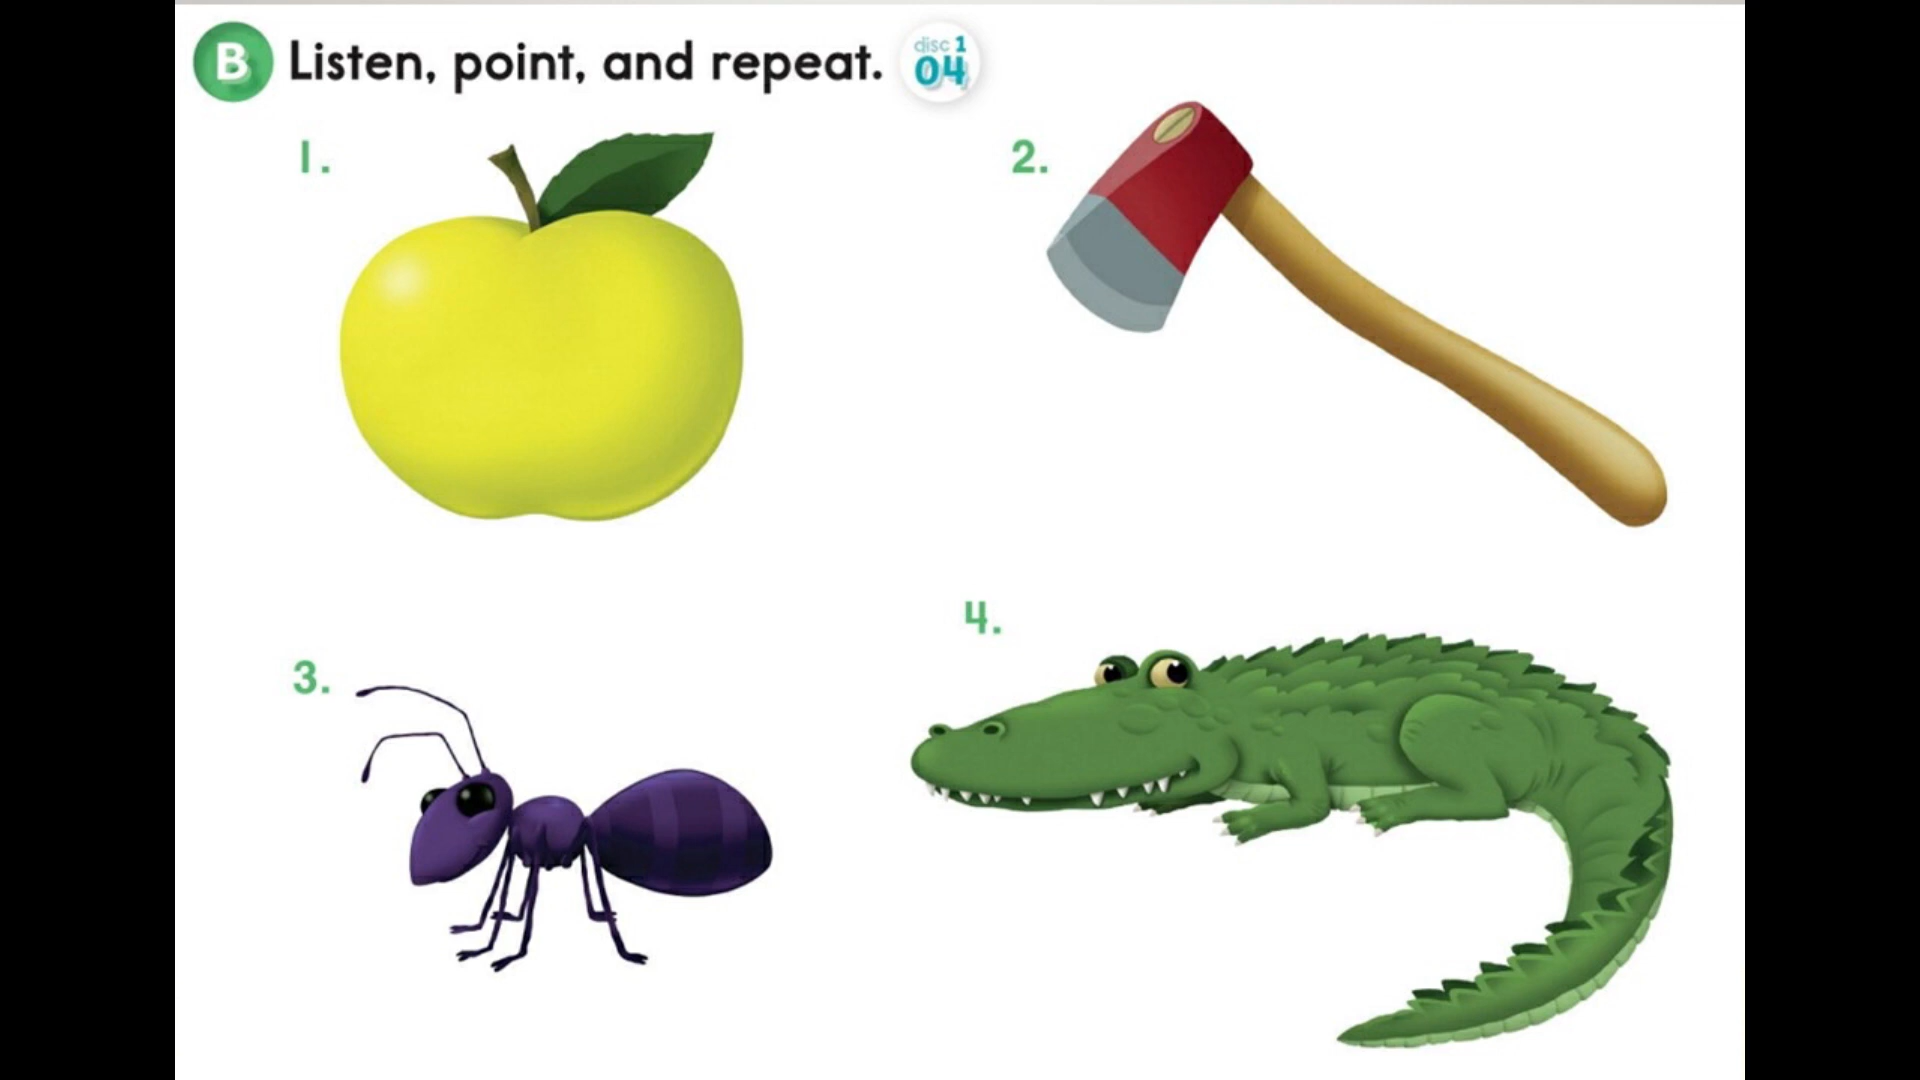 B Listen, point, and repeat. disc 1 04
1.
2.
3.
4.